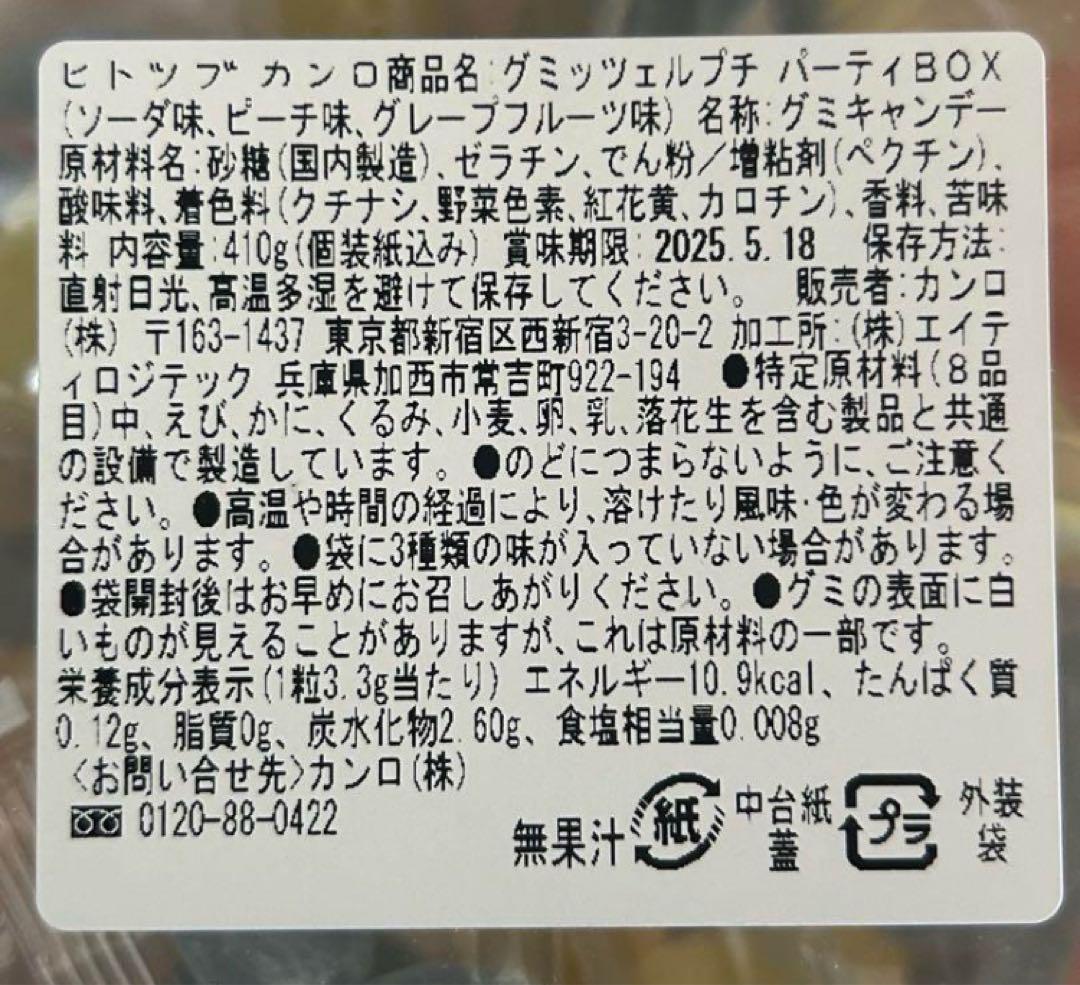 ヒトツブカンロ商品名:グミッツェルプチ パーティBOX
(ソーダ味、ピーチ味、グレープフルーツ味) 名称:グミキャンデー
原材料名:砂糖(国内製造)、ゼラチン、でん粉/増粘剤(ペクチン)、
酸味料、着色料(クチナシ、野菜色素、紅花黄、カロチン)、香料、苦味
料 内容量:410g(個装紙込み) 賞味期限:2025.5.18 保存方法:
直射日光、高温多湿を避けて保存してください。 販売者:カンロ
(株) 〒163-1437 東京都新宿区西新宿3-20-2 加工所:(株)エイテ
ィロジテック 兵庫県加西市常吉町922-194 ●特定原材料(8品
目)中、えび、かに、くるみ、小麦、卵、乳、落花生を含む製品と共通
の設備で製造しています。●のどにつまらないように、ご注意く
ださい。●高温や時間の経過により、溶けたり風味・色が変わる場
合があります。●袋に3種類の味が入っていない場合があります。
●袋開封後はお早めにお召しあがりください。●グミの表面に白
いものが見えることがありますが、これは原材料の一部です。
栄養成分表示(1粒3.3g当たり) エネルギー10.9kcal、たんぱく質
0.12g、脂質0g、炭水化物2.60g、食塩相当量0.008g
〈お問い合せ先〉カンロ(株)
0120-88-0422
無果汁 紙 中台紙 蓋 プラ 外装袋